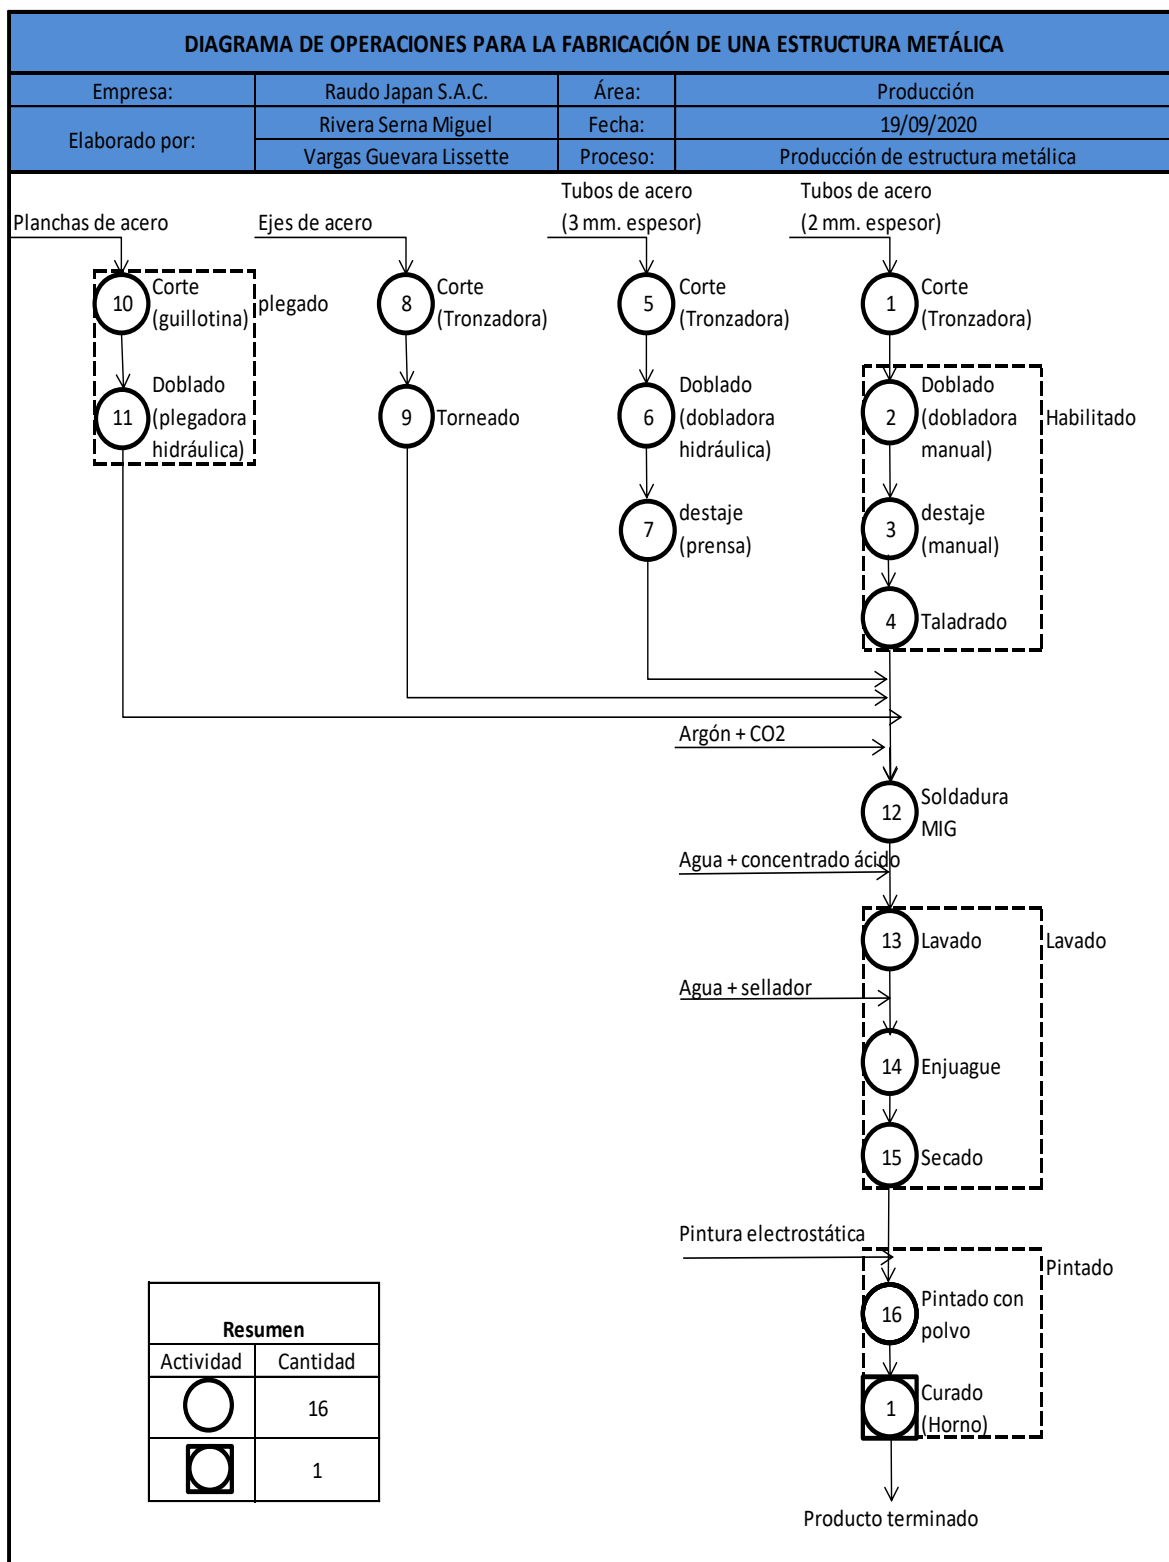 DIAGRAMA DE OPERACIONES PARA LA FABRICACIÓN DE UNA ESTRUCTURA METÁLICA
Empresa: Raudo Japan S.A.C. Área: Producción
Elaborado por: Rivera Serna Miguel Fecha: 19/09/2020
Vargas Guevara Lissette Proceso: Producción de estructura metálica
Planchas de acero
Ejes de acero
Tubos de acero
(3 mm. espesor)
Tubos de acero
(2 mm. espesor)
10 Corte
(guillotina)
plegado
8 Corte
(Tronzadora)
5 Corte
(Tronzadora)
1 Corte
(Tronzadora)
11 Doblado
(plegadora
hidráulica)
9 Torneado
6 Doblado
(dobladora
hidráulica)
2 Doblado
(dobladora
manual)
Habilitado
7 destaje
(prensa)
3 destaje
(manual)
4 Taladrado
Argón + CO2
12 Soldadura
MIG
Agua + concentrado ácido
13 Lavado
Lavado
Agua + sellador
14 Enjuague
15 Secado
Pintura electrostática
Pintado
16 Pintado con
polvo
1 Curado
(Horno)
Producto terminado
Resumen
Actividad Cantidad
16
1